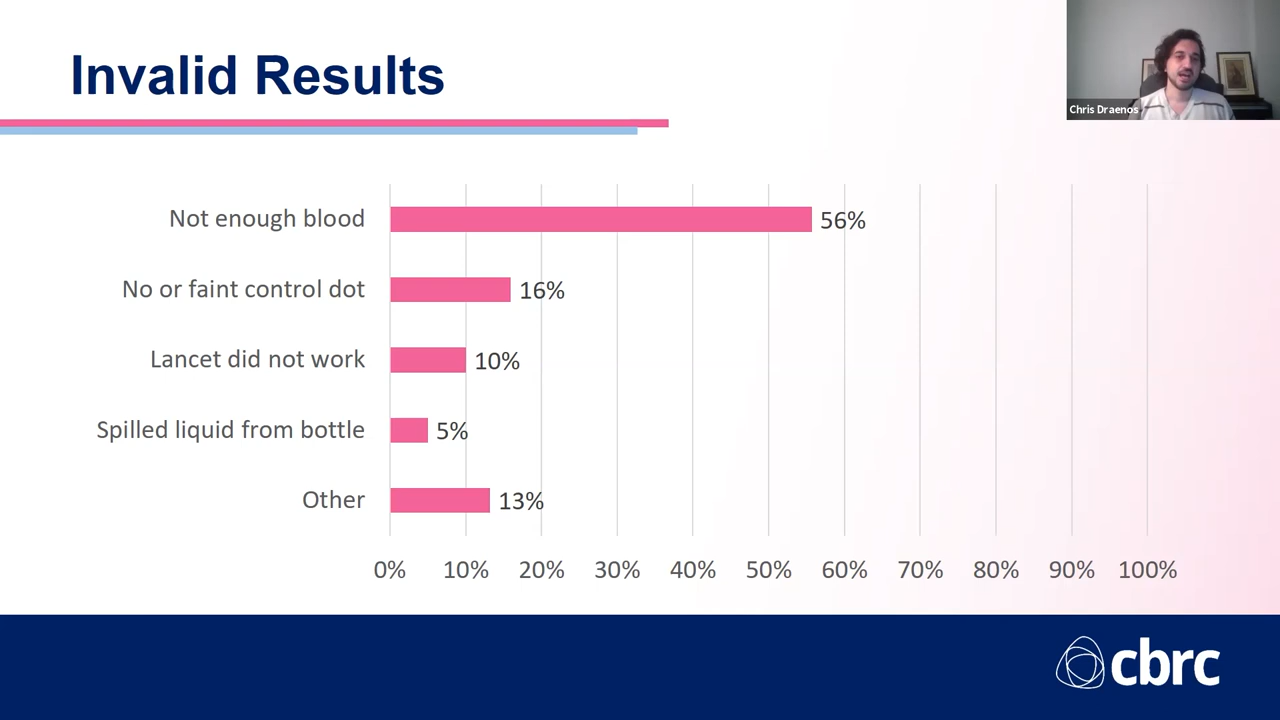 Invalid Results
Chris Draenos
Not enough blood 56%
No or faint control dot 16%
Lancet did not work 10%
Spilled liquid from bottle 5%
Other 13%
0% 10% 20% 30% 40% 50% 60% 70% 80% 90% 100%
cbrc